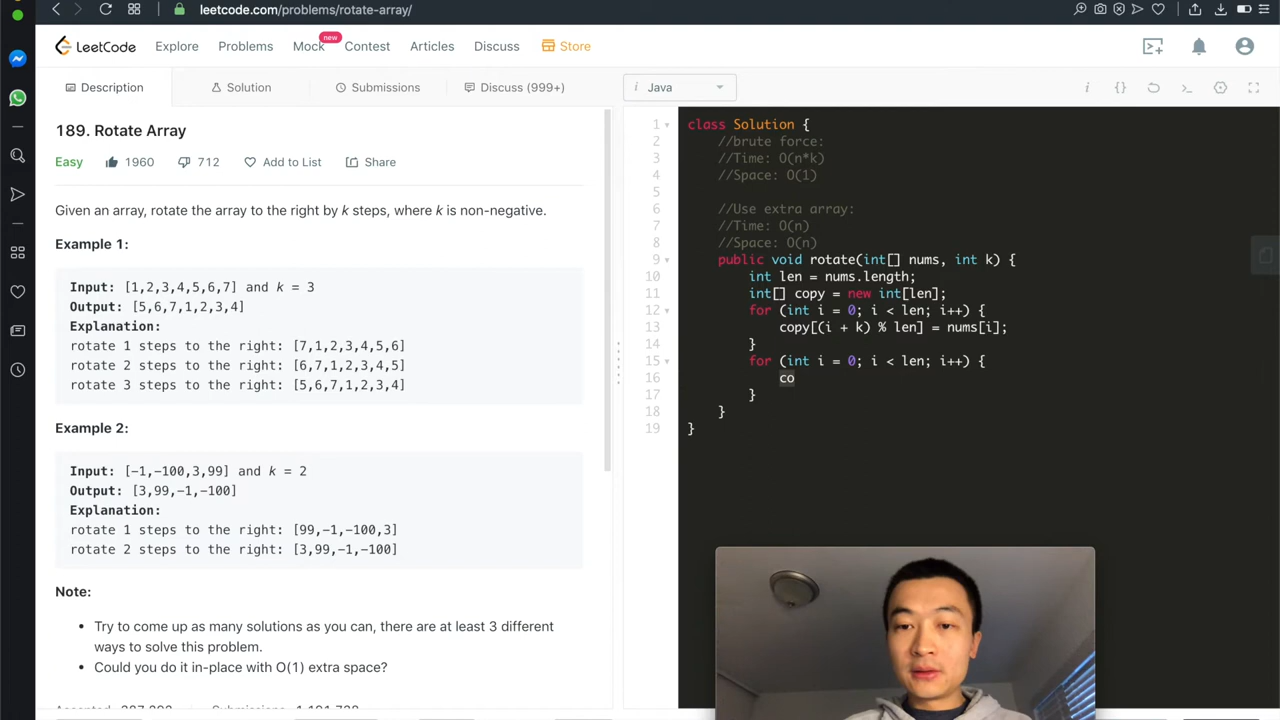 leetcode.com/problems/rotate-array/
LeetCode Explore Problems Mock new Contest Articles Discuss Store
Description Solution Submissions Discuss (999+)
i Java
189. Rotate Array
Easy 1960 712 Add to List Share
Given an array, rotate the array to the right by k steps, where k is non-negative.
Example 1:
Input: [1,2,3,4,5,6,7] and k = 3
Output: [5,6,7,1,2,3,4]
Explanation:
rotate 1 steps to the right: [7,1,2,3,4,5,6]
rotate 2 steps to the right: [6,7,1,2,3,4,5]
rotate 3 steps to the right: [5,6,7,1,2,3,4]
Example 2:
Input: [-1,-100,3,99] and k = 2
Output: [3,99,-1,-100]
Explanation:
rotate 1 steps to the right: [99,-1,-100,3]
rotate 2 steps to the right: [3,99,-1,-100]
Note:
• Try to come up as many solutions as you can, there are at least 3 different
ways to solve this problem.
• Could you do it in-place with O(1) extra space?
1 class Solution {
2 //brute force:
3 //Time: O(n*k)
4 //Space: O(1)
5
6 //Use extra array:
7 //Time: O(n)
8 //Space: O(n)
9 public void rotate(int[] nums, int k) {
10 int len = nums.length;
11 int[] copy = new int[len];
12 for (int i = 0; i < len; i++) {
13 copy[(i + k) % len] = nums[i];
14 }
15 for (int i = 0; i < len; i++) {
16 co
17 }
18 }
19 }